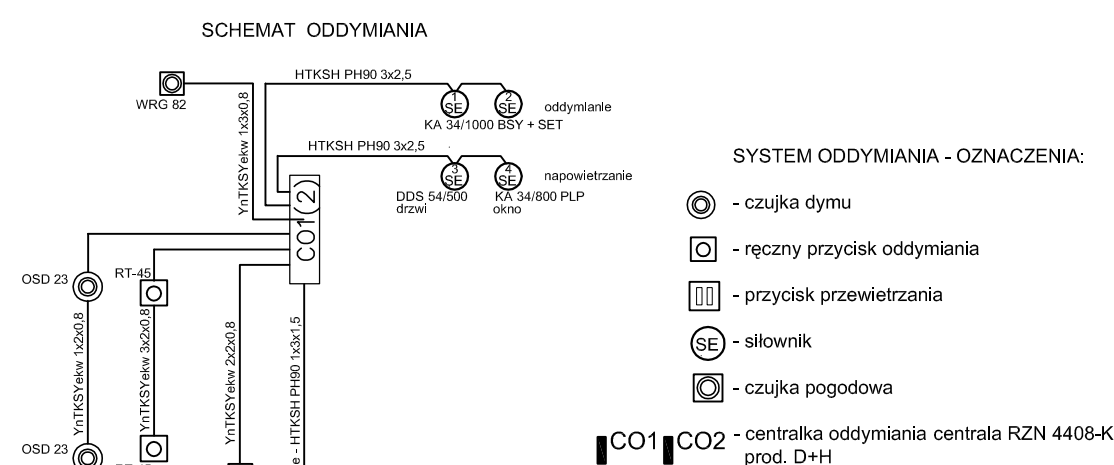 SCHEMAT ODDYMIANIA
HTKSH PH90 3x2,5
WRG 82
1
SE
2
SE
oddymianie
KA 34/1000 BSY + SET
YnTKSYekw 1x3x0,8
HTKSH PH90 3x2,5
3
SE
4
SE
napowietrzanie
DDS 54/500
drzwi
KA 34/800 PLP
okno
CO1(2)
OSD 23
RT-45
YnTKSYekw 1x2x0,8
YnTKSYekw 3x2x0,8
YnTKSYekw 2x2x0,8
e - HTKSH PH90 1x3x1,5
OSD 23
SYSTEM ODDYMIANIA - OZNACZENIA:
- czujka dymu
- ręczny przycisk oddymiania
- przycisk przewietrzania
SE - siłownik
- czujka pogodowa
CO1 CO2 - centralka oddymiania centrala RZN 4408-K
prod. D+H